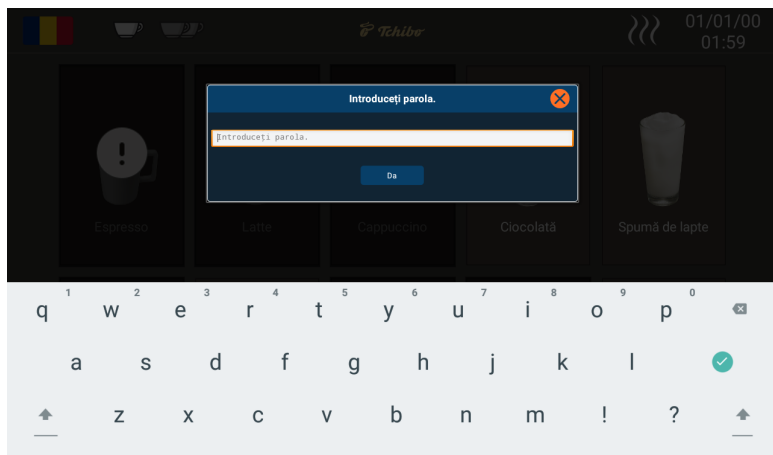 Tchibo
01/01/00
01:59
Introduceți parola.
Introduceți parola.
Da
Espresso
Latte
Cappuccino
Ciocolată
Spumă de lapte
1 2 3 4 5 6 7 8 9 0
q w e r t y u i o p
a s d f g h j k l
z x c v b n m ! ?